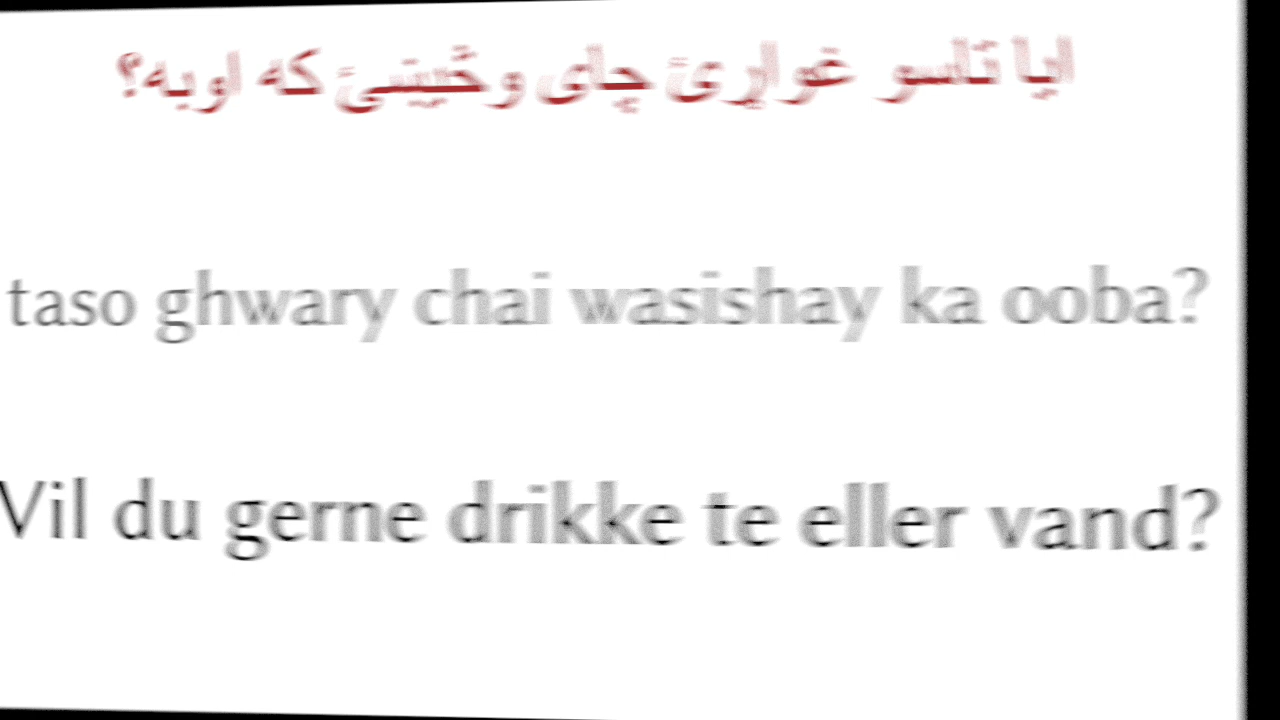 ایا تاسو غواړئ چای وڅیښئ که اوبه؟
taso ghwary chai wasishay ka ooba?
Vil du gerne drikke te eller vand?